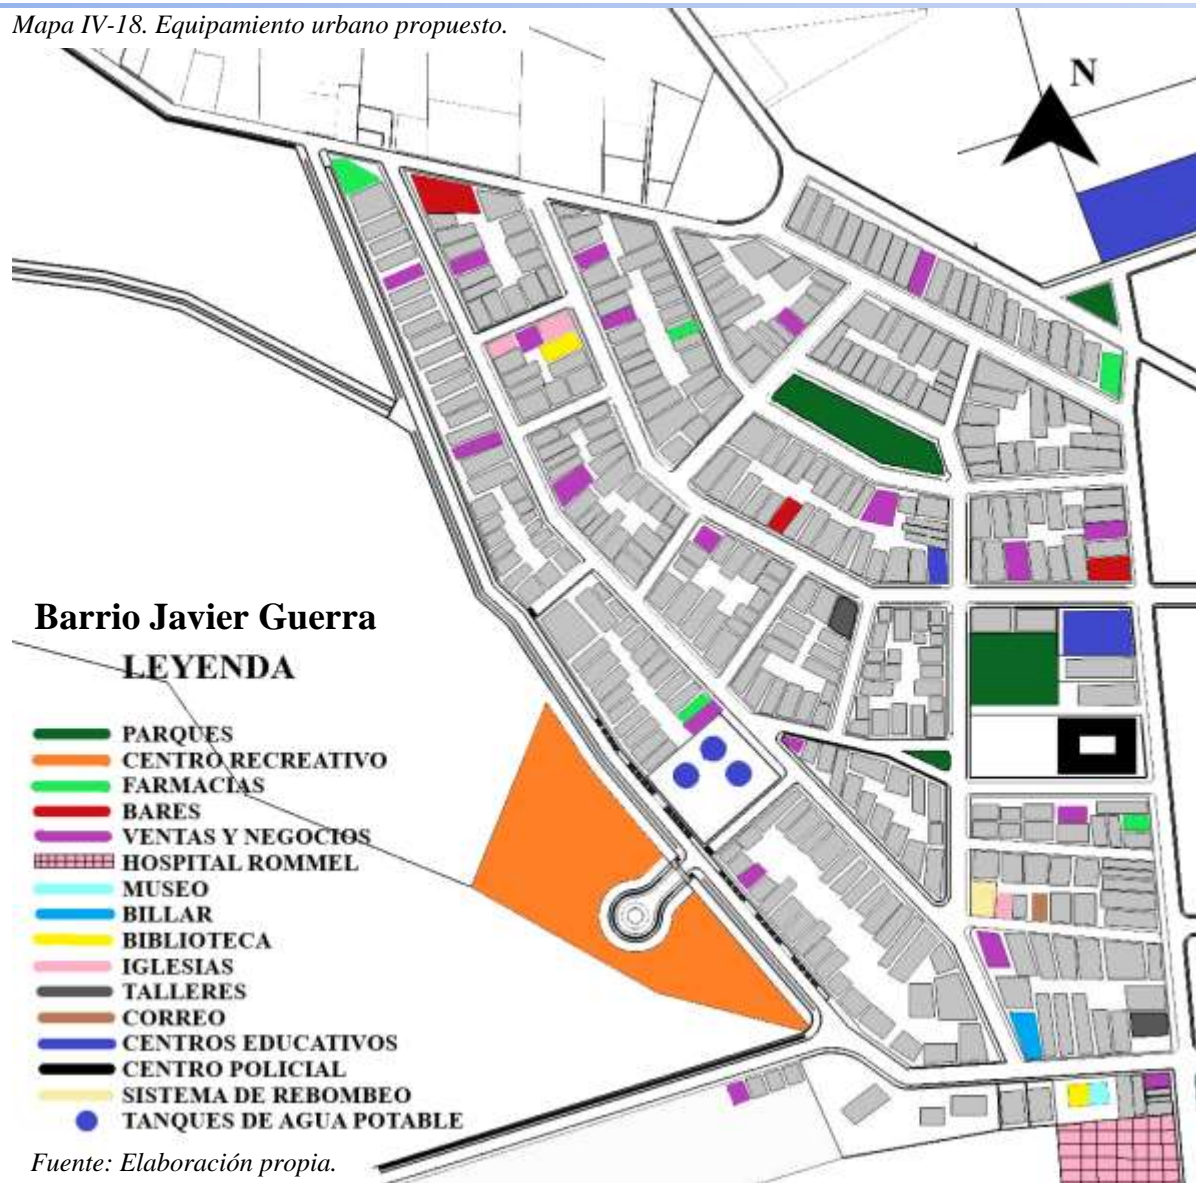 Mapa IV-18. Equipamiento urbano propuesto.
N
Barrio Javier Guerra
LEYENDA
PARQUES
CENTRO RECREATIVO
FARMACIAS
BARES
VENTAS Y NEGOCIOS
HOSPITAL ROMMEL
MUSEO
BILLAR
BIBLIOTECA
IGLESIAS
TALLERES
CORREO
CENTROS EDUCATIVOS
CENTRO POLICIAL
SISTEMA DE REBOMBEO
TANQUES DE AGUA POTABLE
Fuente: Elaboración propia.